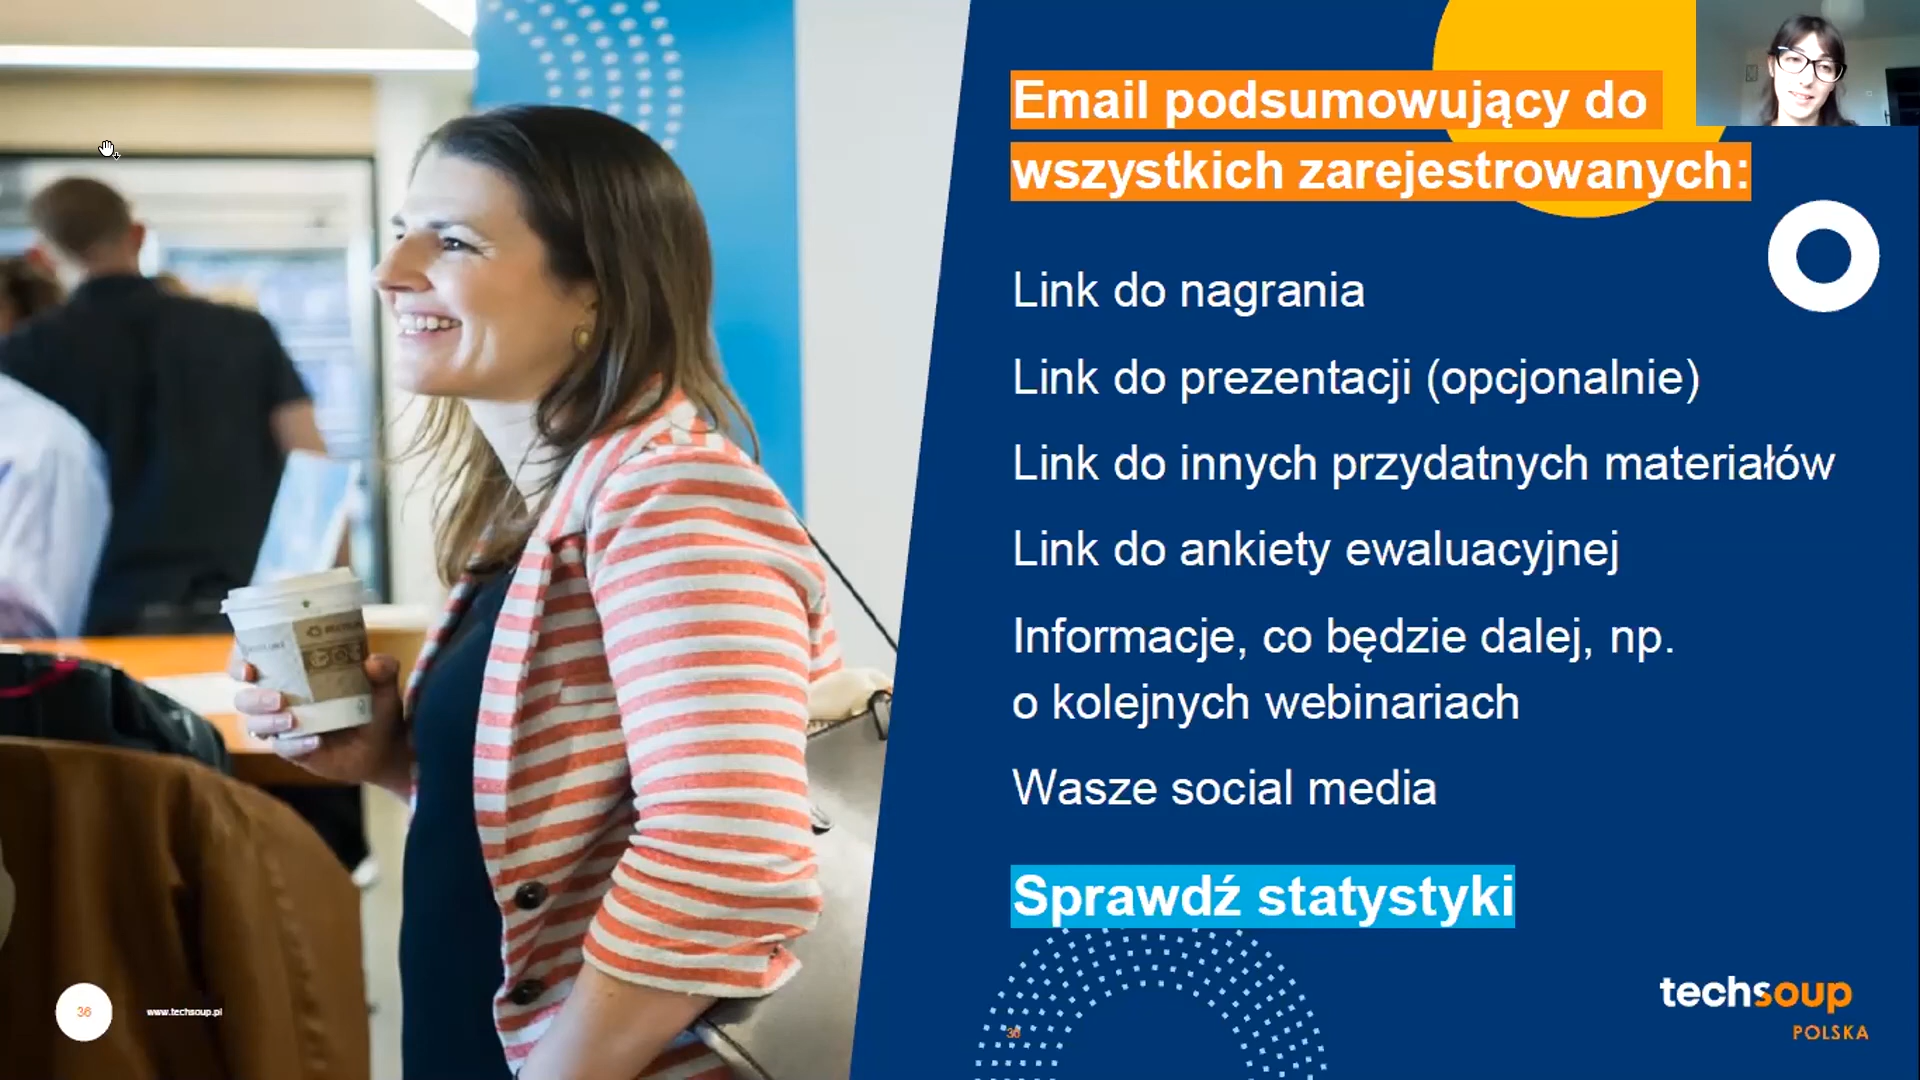 Email podsumowujący do
wszystkich zarejestrowanych:
Link do nagrania
Link do prezentacji (opcjonalnie)
Link do innych przydatnych materiałów
Link do ankiety ewaluacyjnej
Informacje, co będzie dalej, np.
o kolejnych webinariach
Wasze social media
Sprawdź statystyki
36
www.techsoup.pl
36
techsoup
POLSKA